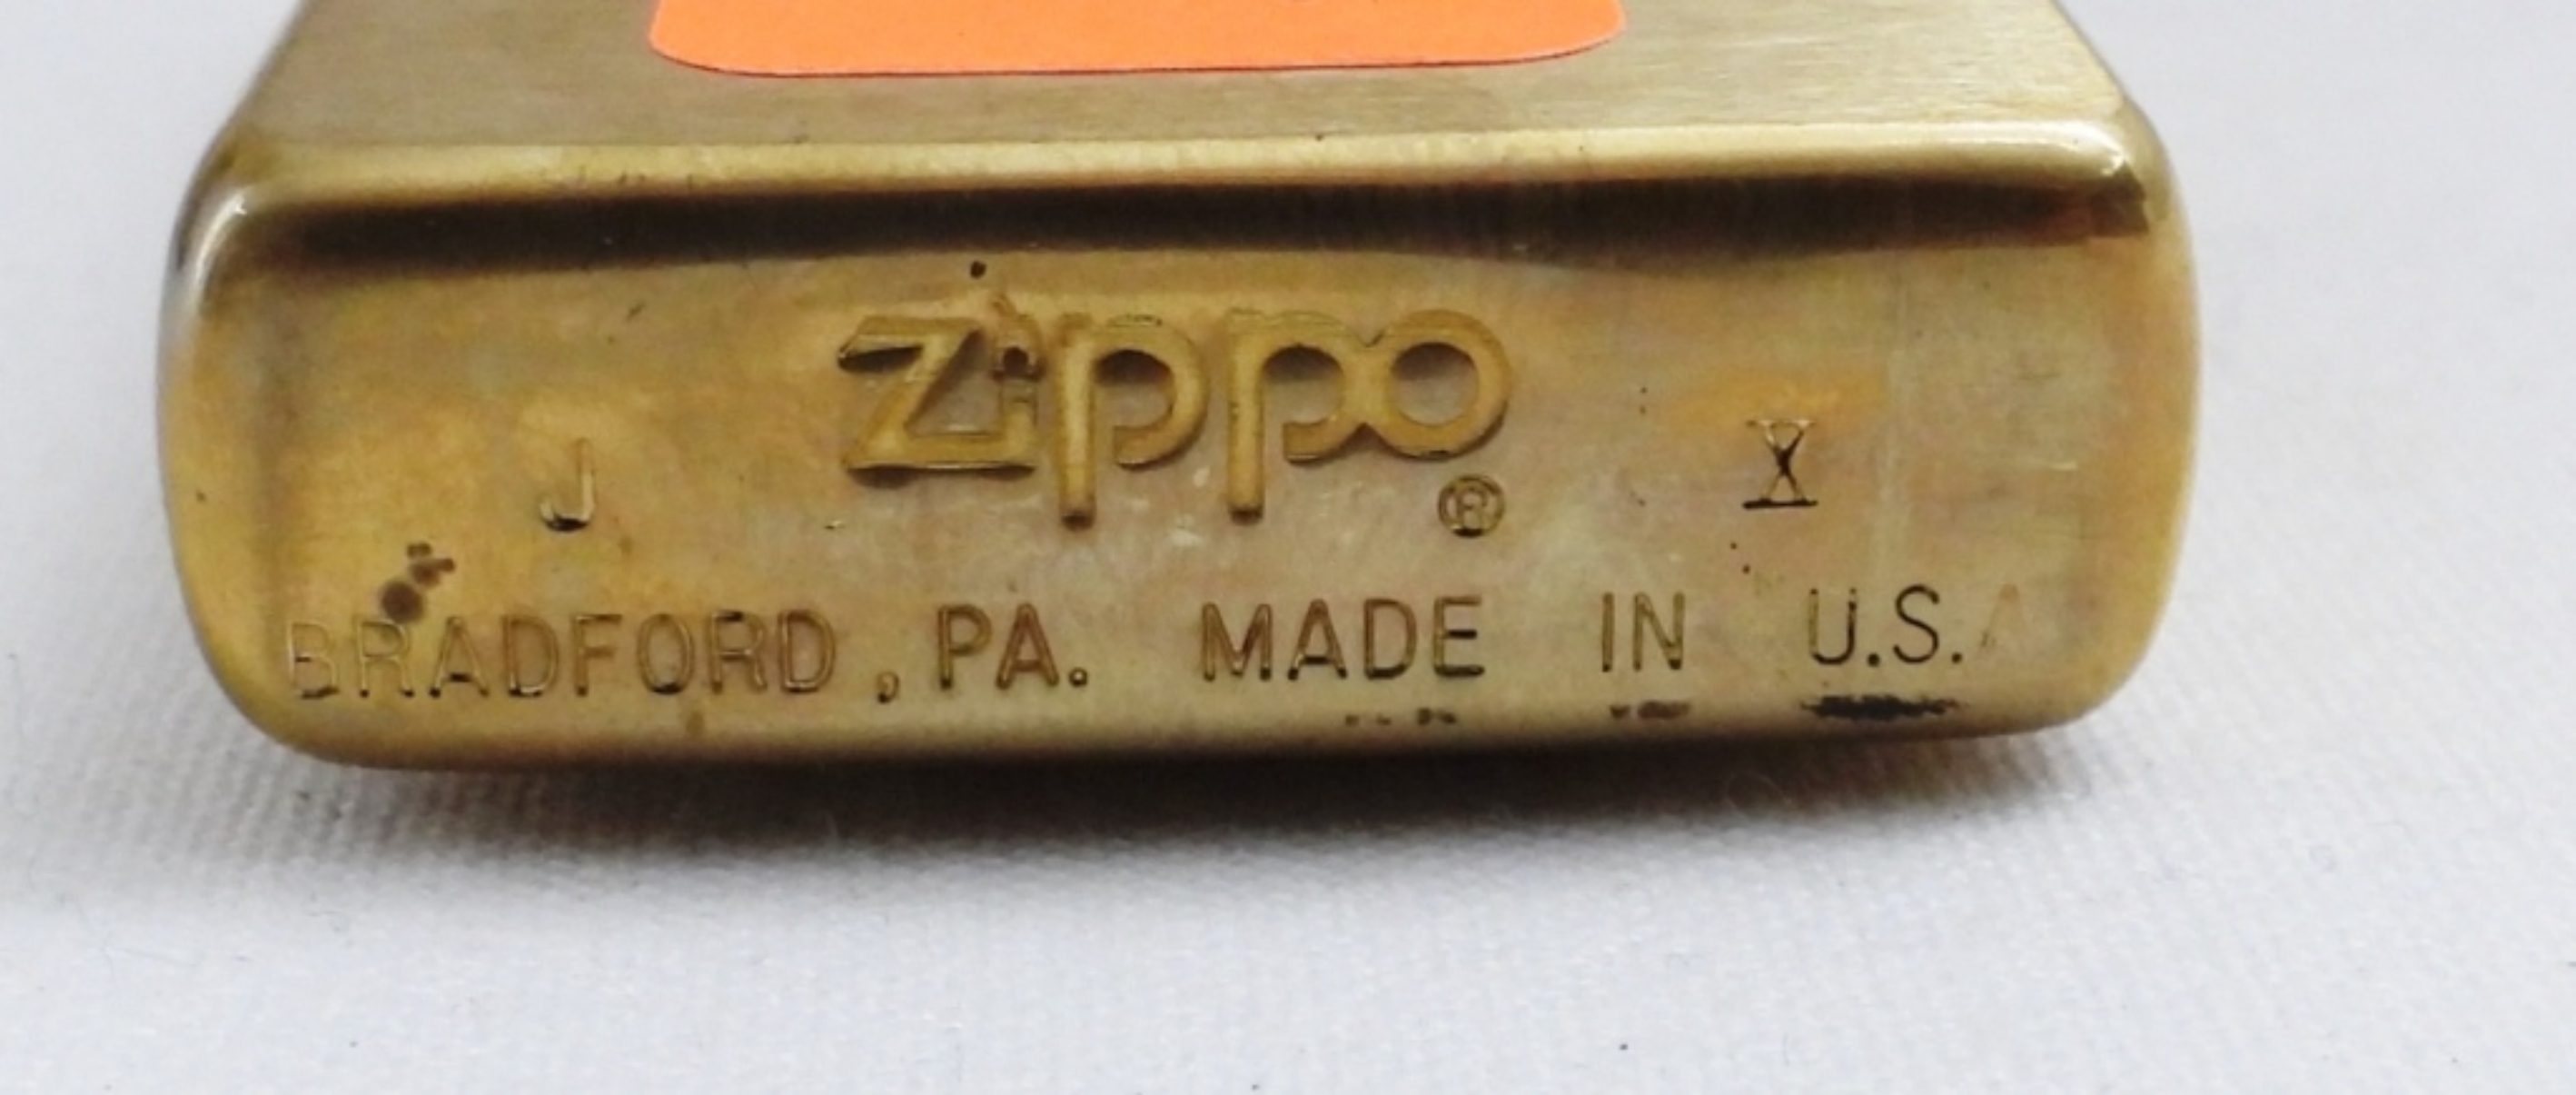 Zippo ®
J X
BRADFORD, PA. MADE IN U.S.A